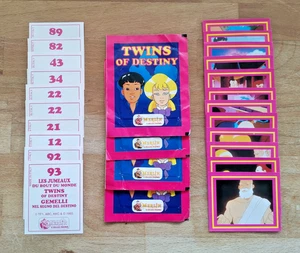 89
82
43
34
22
22
21
12
92
93
LES JUMEAUX
DU BOUT DU MONDE
TWINS
OF DESTINY
GEMELLI
NEL SEGNO DEL DESTINO
TWINS
OF DESTINY